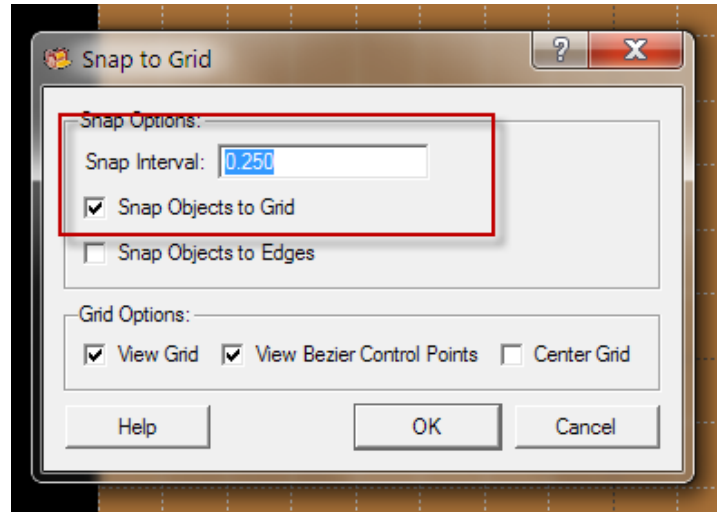 Snap to Grid
Snap Options:
Snap Interval: 0.250
Snap Objects to Grid
Snap Objects to Edges
Grid Options:
View Grid View Bezier Control Points Center Grid
Help OK Cancel